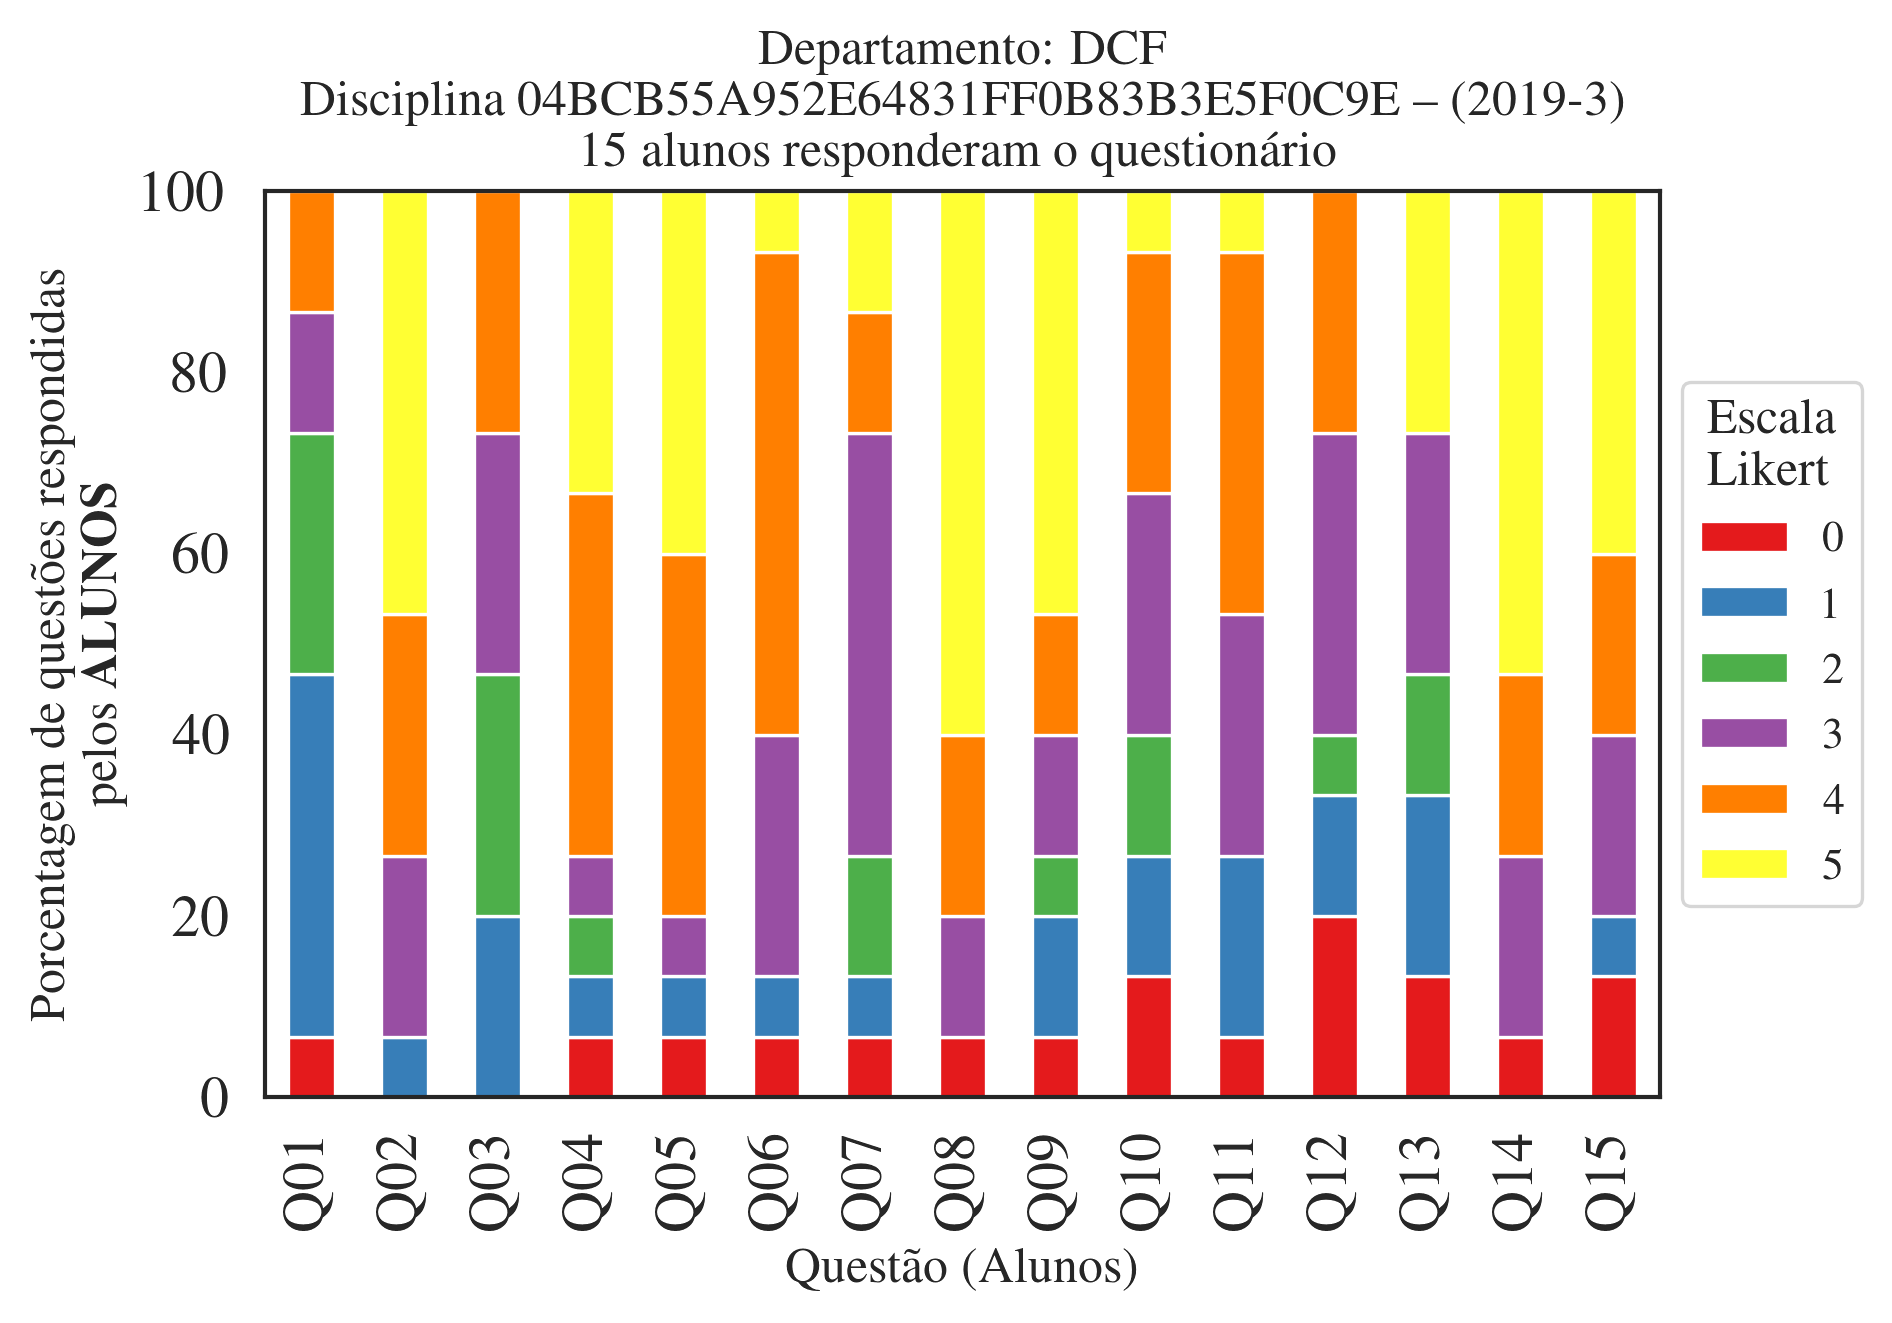 Departamento: DCF
Disciplina 04BCB55A952E64831FF0B83B3E5F0C9E – (2019-3)
15 alunos responderam o questionário
Porcentagem de questões respondidas
pelos ALUNOS
100
80
60
40
20
0
Q01
Q02
Q03
Q04
Q05
Q06
Q07
Q08
Q09
Q10
Q11
Q12
Q13
Q14
Q15
Questão (Alunos)
Escala
Likert
0
1
2
3
4
5